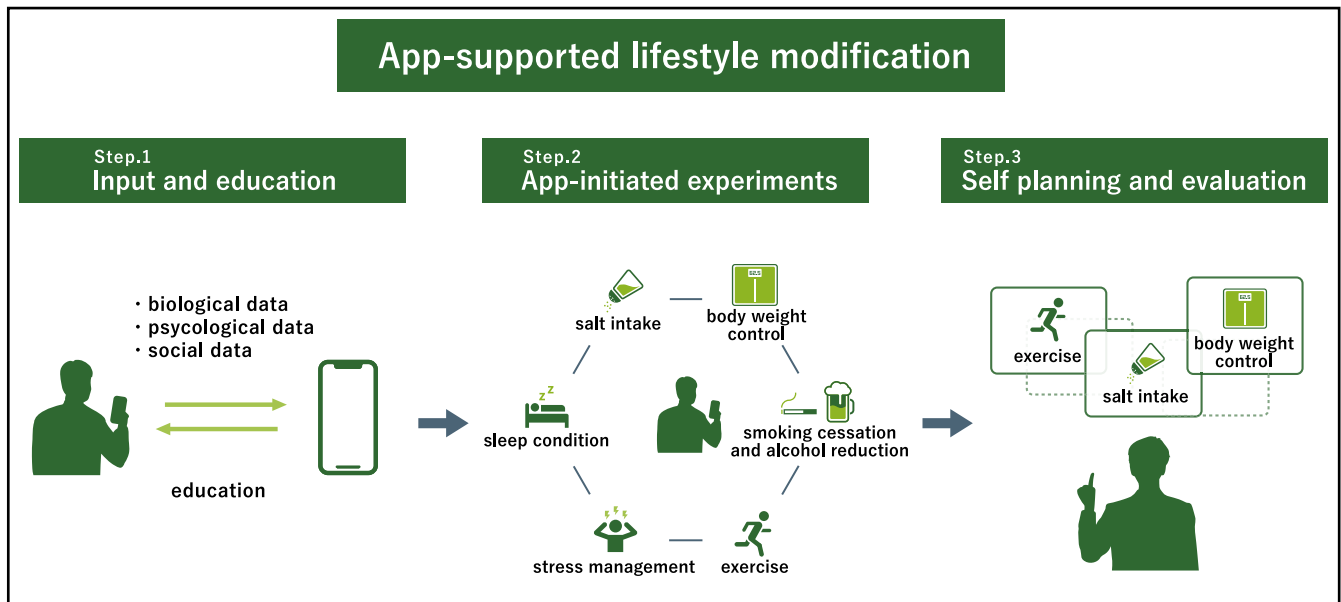 App-supported lifestyle modification
Step.1
Input and education
Step.2
App-initiated experiments
Step.3
Self planning and evaluation
・biological data
・psycological data
・social data
education
salt intake
body weight
control
sleep condition
z z
smoking cessation
and alcohol reduction
stress management
exercise
exercise
salt intake
body weight
control